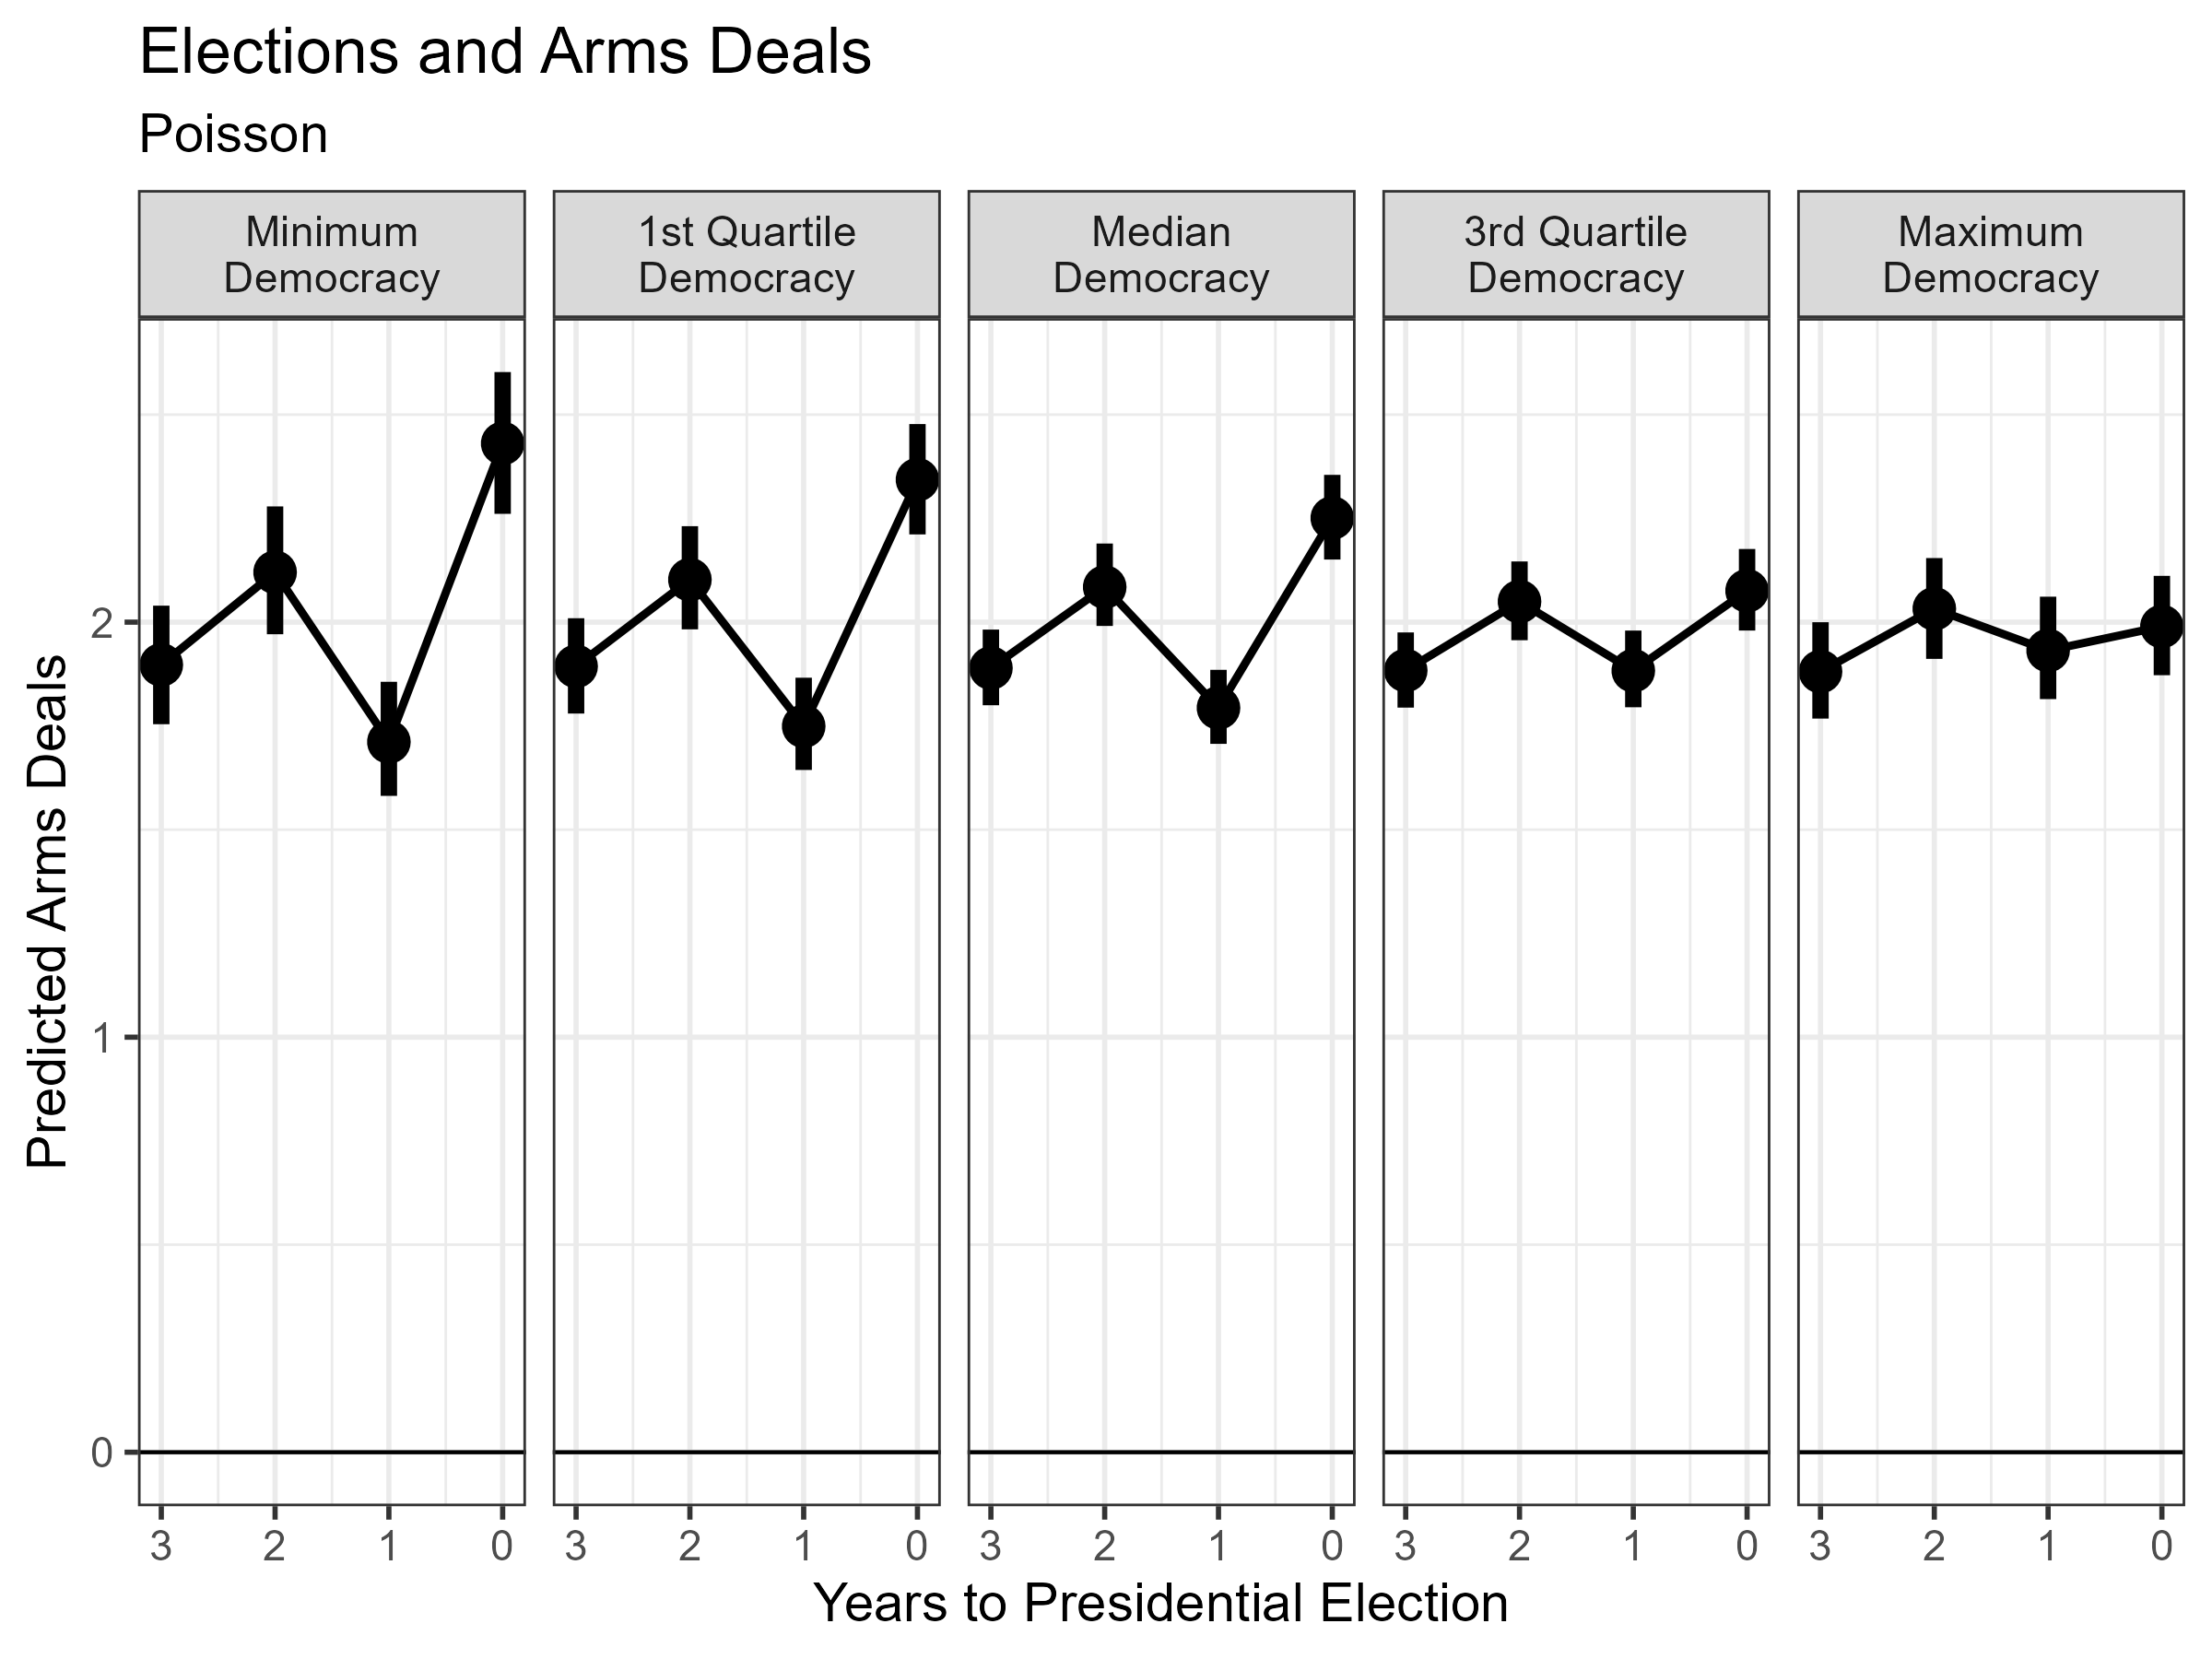 Elections and Arms Deals
Poisson
Minimum
Democracy
1st Quartile
Democracy
Median
Democracy
3rd Quartile
Democracy
Maximum
Democracy
Predicted Arms Deals
2
1
0
3 2 1 0 3 2 1 0 3 2 1 0 3 2 1 0 3 2 1 0
Years to Presidential Election